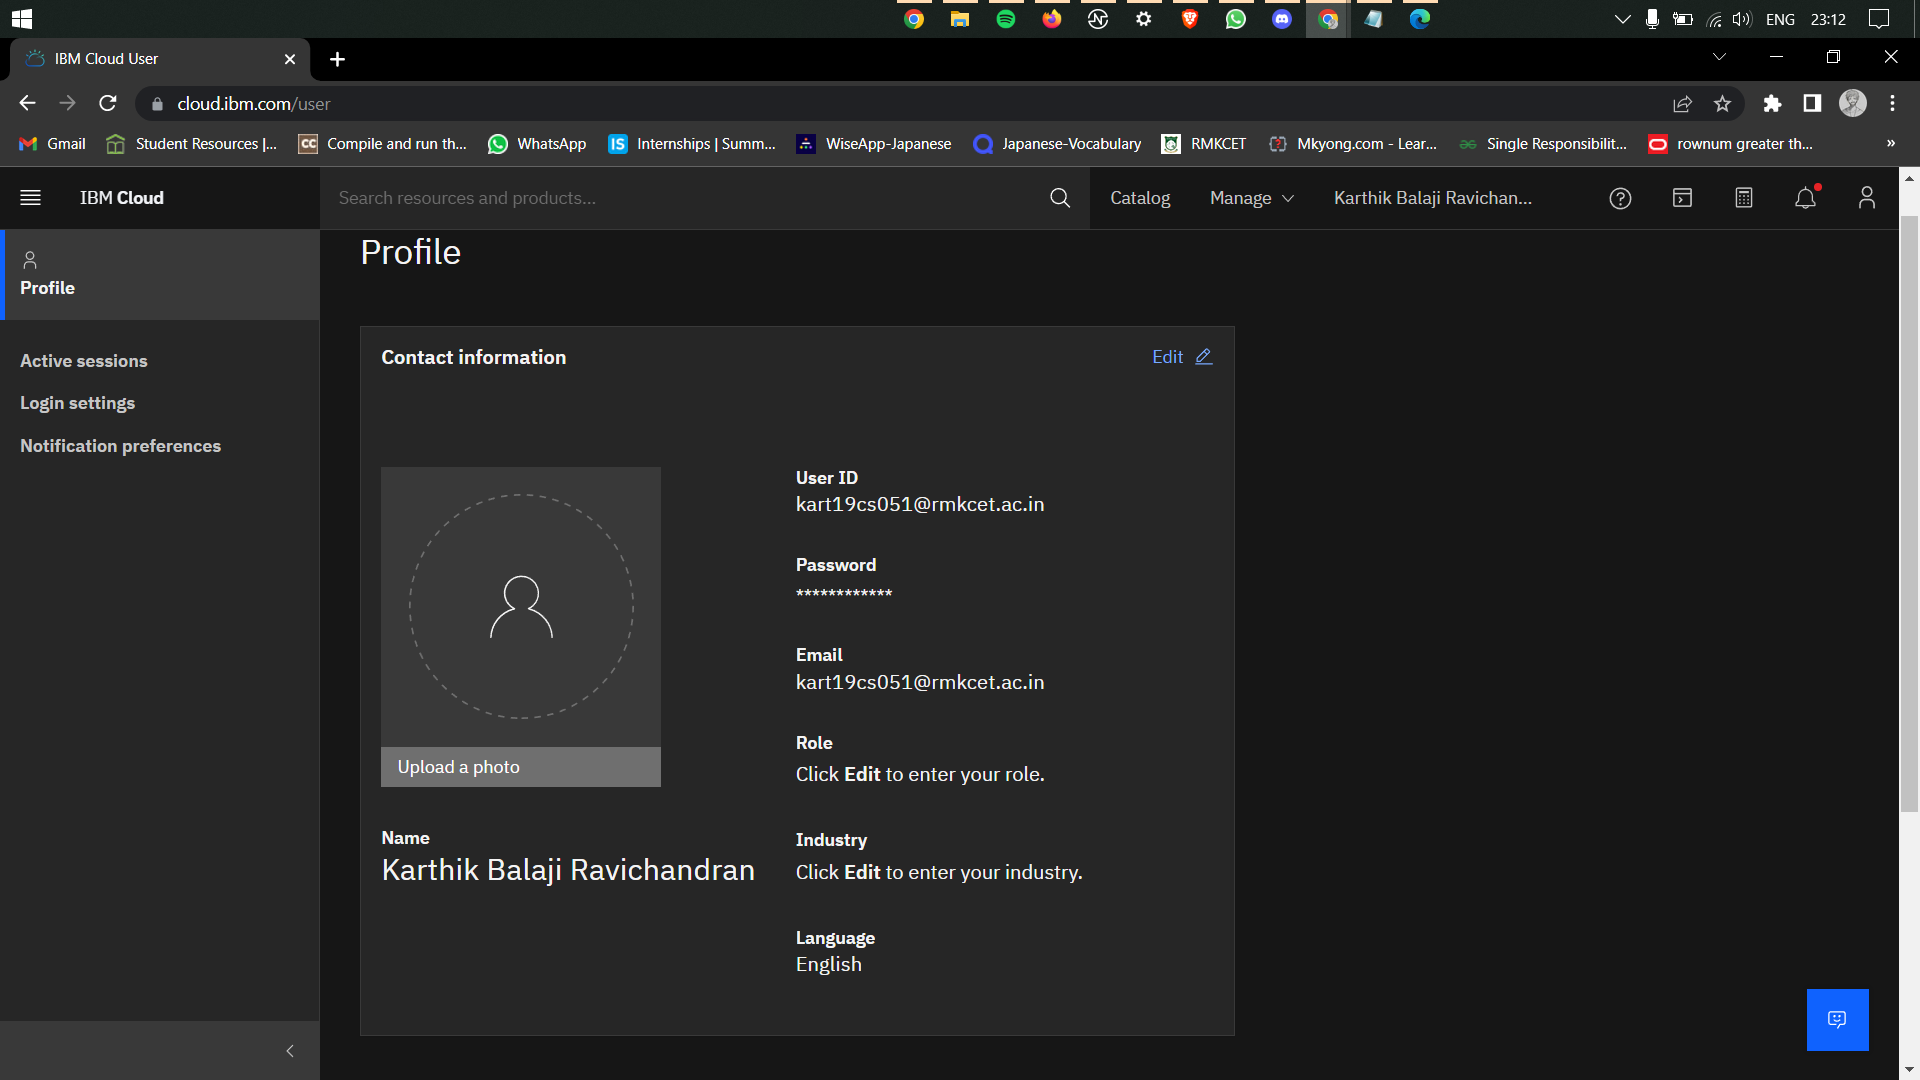 ENG 23:12
IBM Cloud User
cloud.ibm.com/user
Gmail Student Resources |... Compile and run th... WhatsApp Internships | Summ... WiseApp-Japanese Japanese-Vocabulary RMKCET Mkyong.com - Lear... Single Responsibilit... rownum greater th... »
IBM Cloud Search resources and products... Catalog Manage Karthik Balaji Ravichan...
Profile
Profile
Active sessions
Login settings
Notification preferences
Contact information Edit
User ID
kart19cs051@rmkcet.ac.in
Password
************
Email
kart19cs051@rmkcet.ac.in
Role
Click Edit to enter your role.
Upload a photo
Name
Karthik Balaji Ravichandran
Industry
Click Edit to enter your industry.
Language
English